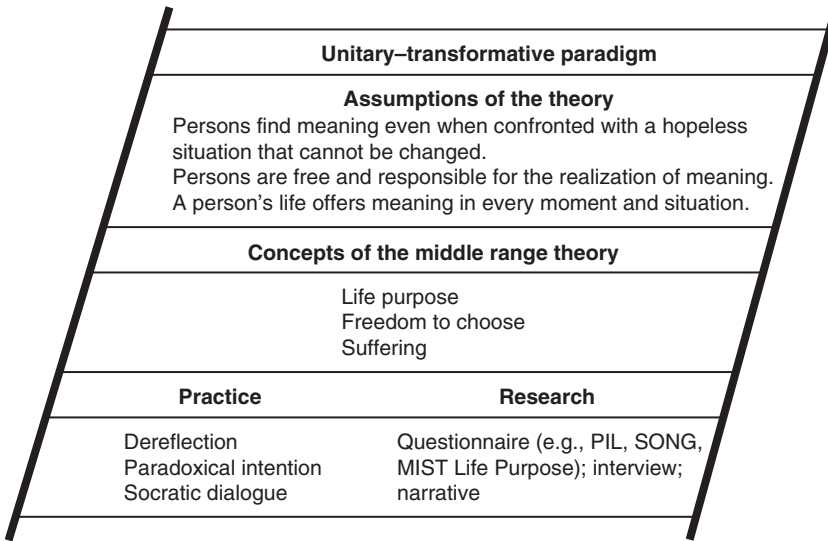 Unitary–transformative paradigm
Assumptions of the theory
Persons find meaning even when confronted with a hopeless
situation that cannot be changed.
Persons are free and responsible for the realization of meaning.
A person's life offers meaning in every moment and situation.
Concepts of the middle range theory
Life purpose
Freedom to choose
Suffering
Practice
Dereflection
Paradoxical intention
Socratic dialogue
Research
Questionnaire (e.g., PIL, SONG,
MIST Life Purpose); interview;
narrative